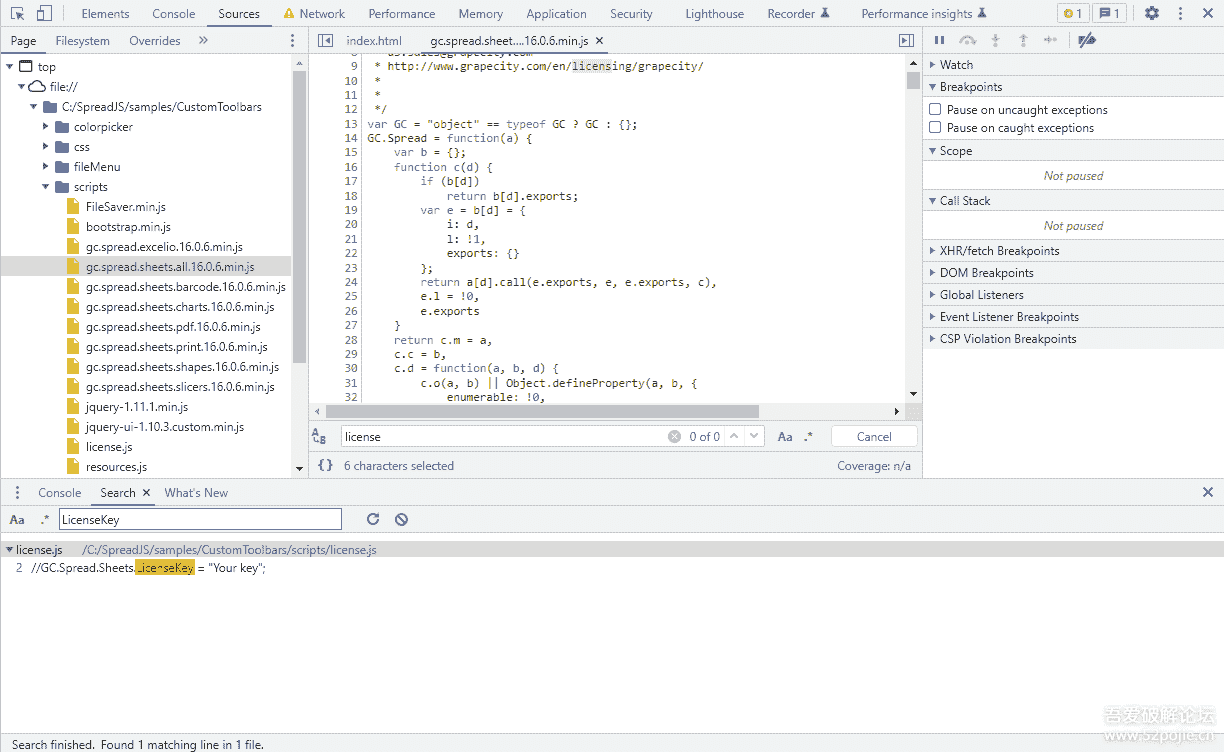 Elements Console Sources Network Performance Memory Application Security Lighthouse Recorder Performance insights 1 1
Page Filesystem Overrides »
index.html gc.spread.sheet....16.0.6.min.js ×
top
file://
C:/SpreadJS/samples/CustomToolbars
colorpicker
css
fileMenu
scripts
FileSaver.min.js
bootstrap.min.js
gc.spread.excelio.16.0.6.min.js
gc.spread.sheets.all.16.0.6.min.js
gc.spread.sheets.barcode.16.0.6.min.js
gc.spread.sheets.charts.16.0.6.min.js
gc.spread.sheets.pdf.16.0.6.min.js
gc.spread.sheets.print.16.0.6.min.js
gc.spread.sheets.shapes.16.0.6.min.js
gc.spread.sheets.slicers.16.0.6.min.js
jquery-1.11.1.min.js
jquery-ui-1.10.3.custom.min.js
license.js
resources.js
9 * http://www.grapecity.com/en/licensing/grapecity/
10 *
11 *
12 */
13 var GC = "object" == typeof GC ? GC : {};
14 GC.Spread = function(a) {
15 var b = {};
16 function c(d) {
17 if (b[d])
18 return b[d].exports;
19 var e = b[d] = {
20 i: d,
21 l: !1,
22 exports: {}
23 };
24 return a[d].call(e.exports, e, e.exports, c),
25 e.l = !0,
26 e.exports
27 }
28 return c.m = a,
29 c.c = b,
30 c.d = function(a, b, d) {
31 c.o(a, b) || Object.defineProperty(a, b, {
32 enumerable: !0,
license 0 of 0 Aa .* Cancel
{} 6 characters selected Coverage: n/a
Watch
Breakpoints
Pause on uncaught exceptions
Pause on caught exceptions
Scope
Not paused
Call Stack
Not paused
XHR/fetch Breakpoints
DOM Breakpoints
Global Listeners
Event Listener Breakpoints
CSP Violation Breakpoints
Console Search × What's New
Aa .* LicenseKey
license.js /C:/SpreadJS/samples/CustomToolbars/scripts/license.js
2 //GC.Spread.Sheets.LicenseKey = "Your key";
吾爱破解论坛
www.52pojie.cn
Search finished. Found 1 matching line in 1 file.